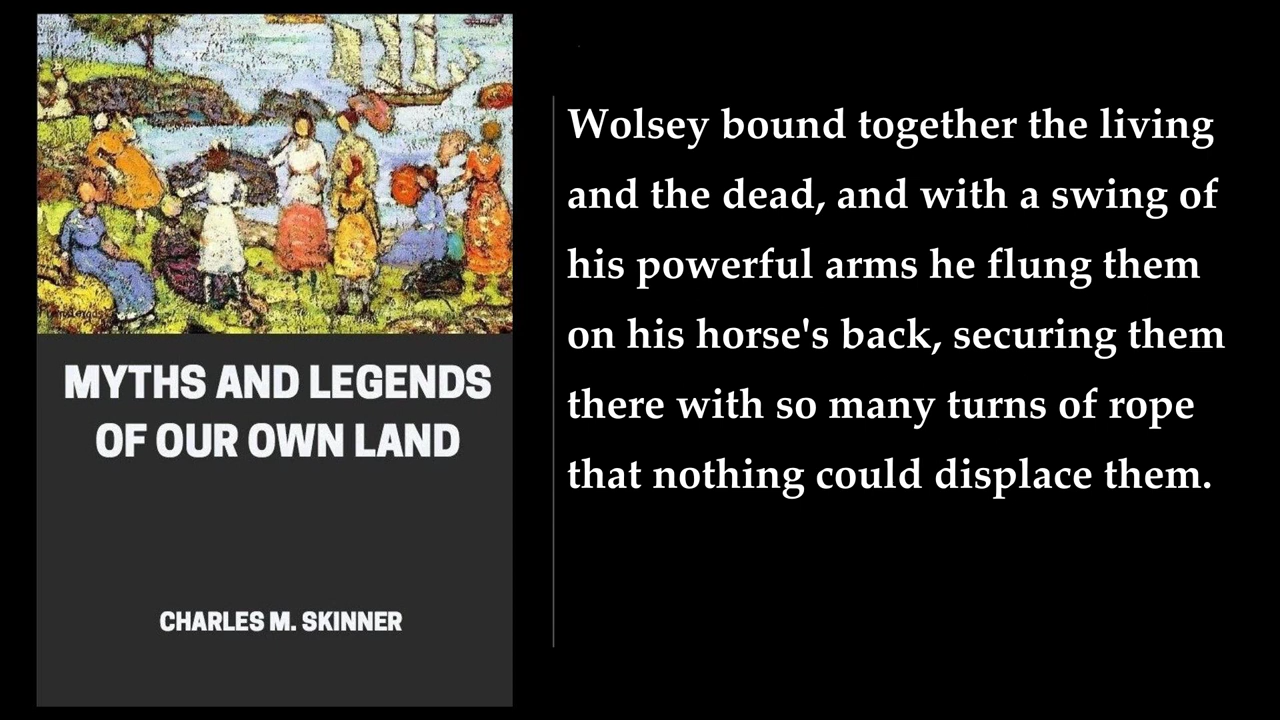 MYTHS AND LEGENDS
OF OUR OWN LAND
CHARLES M. SKINNER
Wolsey bound together the living
and the dead, and with a swing of
his powerful arms he flung them
on his horse's back, securing them
there with so many turns of rope
that nothing could displace them.